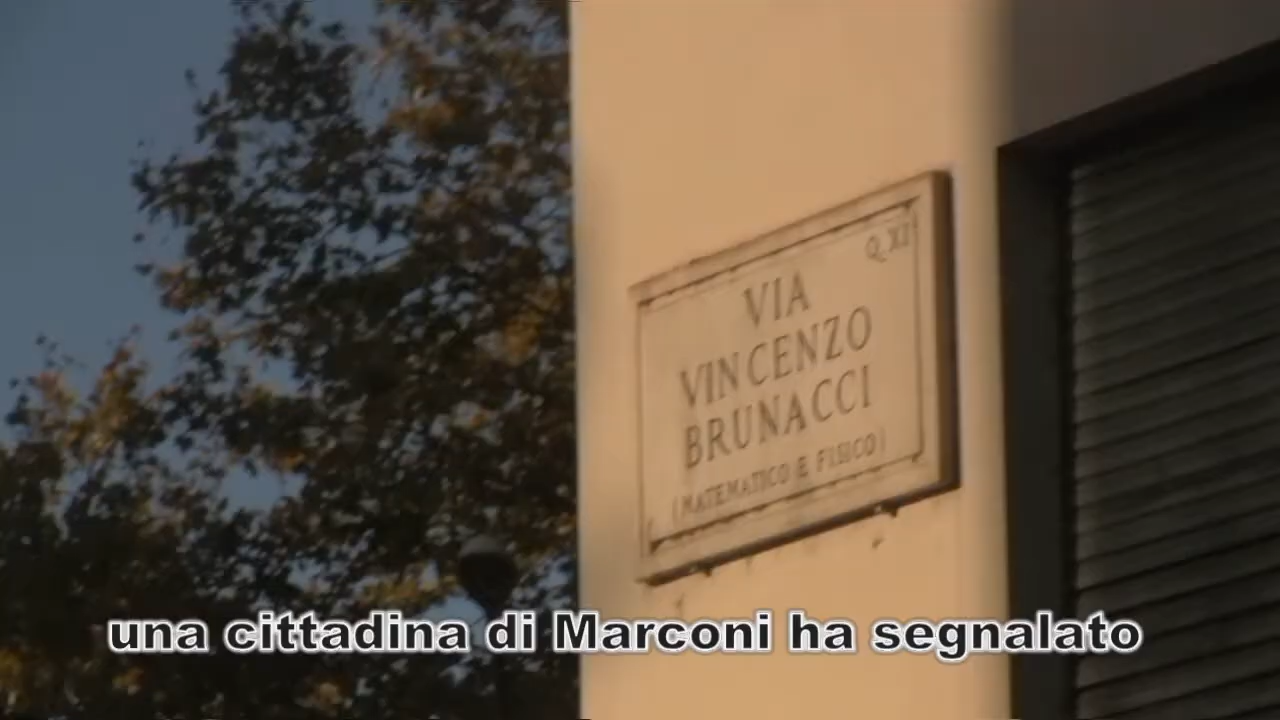 Q. XI
VIA
VINCENZO
BRUNACCI
(MATEMATICO E FISICO)
una cittadina di Marconi ha segnalato